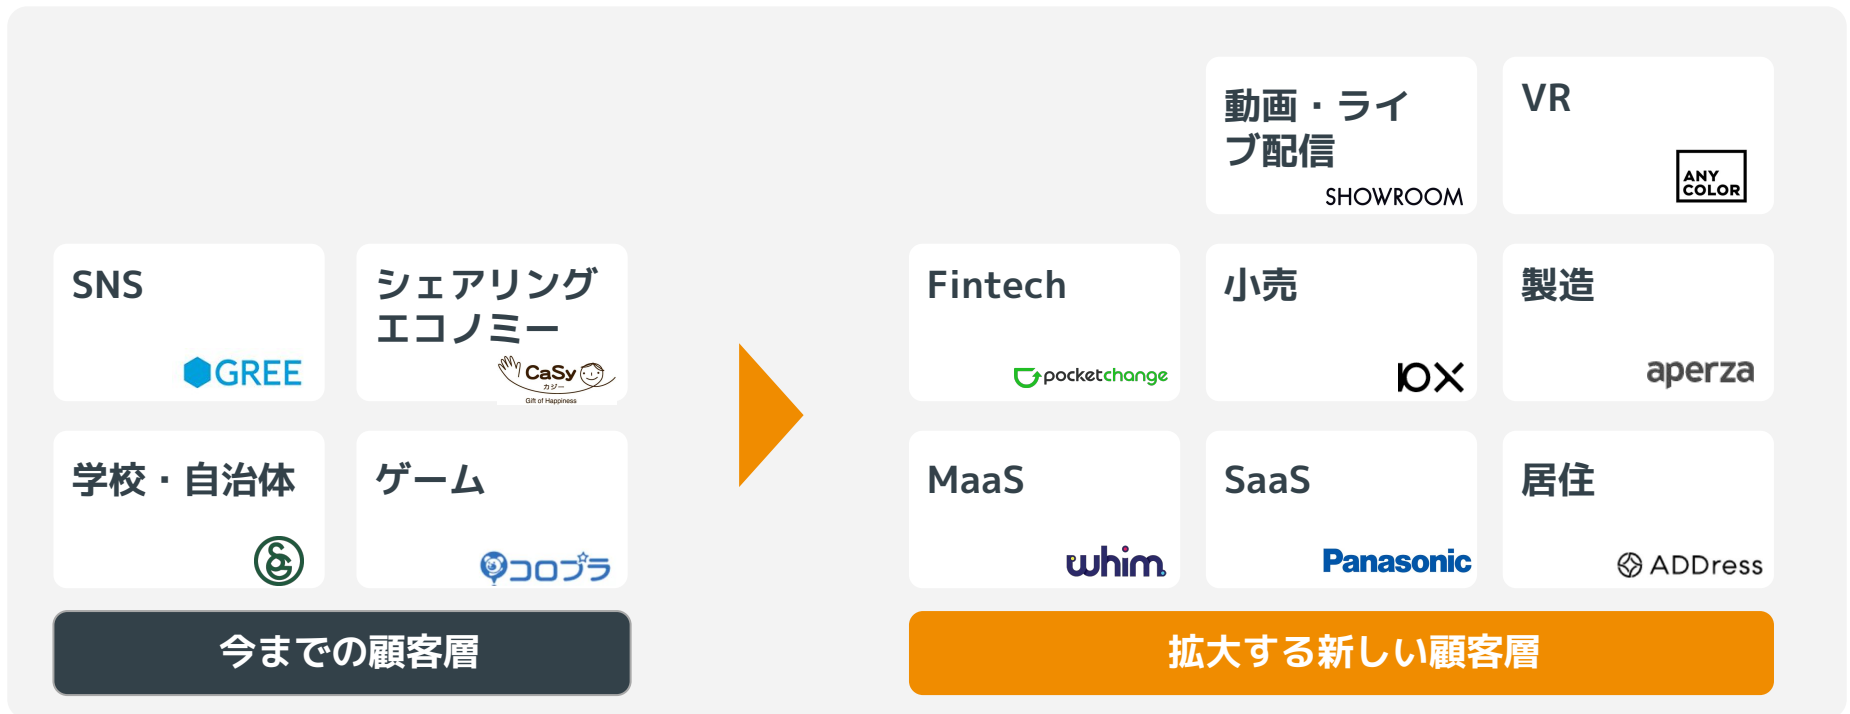 SNS
GREE
シェアリング
エコノミー
CaSy
カジー
Gift of Happiness
学校・自治体
ゲーム
コロプラ
今までの顧客層
動画・ライ
ブ配信
SHOWROOM
VR
ANY
COLOR
Fintech
pocketchange
小売
10X
製造
aperza
MaaS
whim
SaaS
Panasonic
居住
ADDress
拡大する新しい顧客層